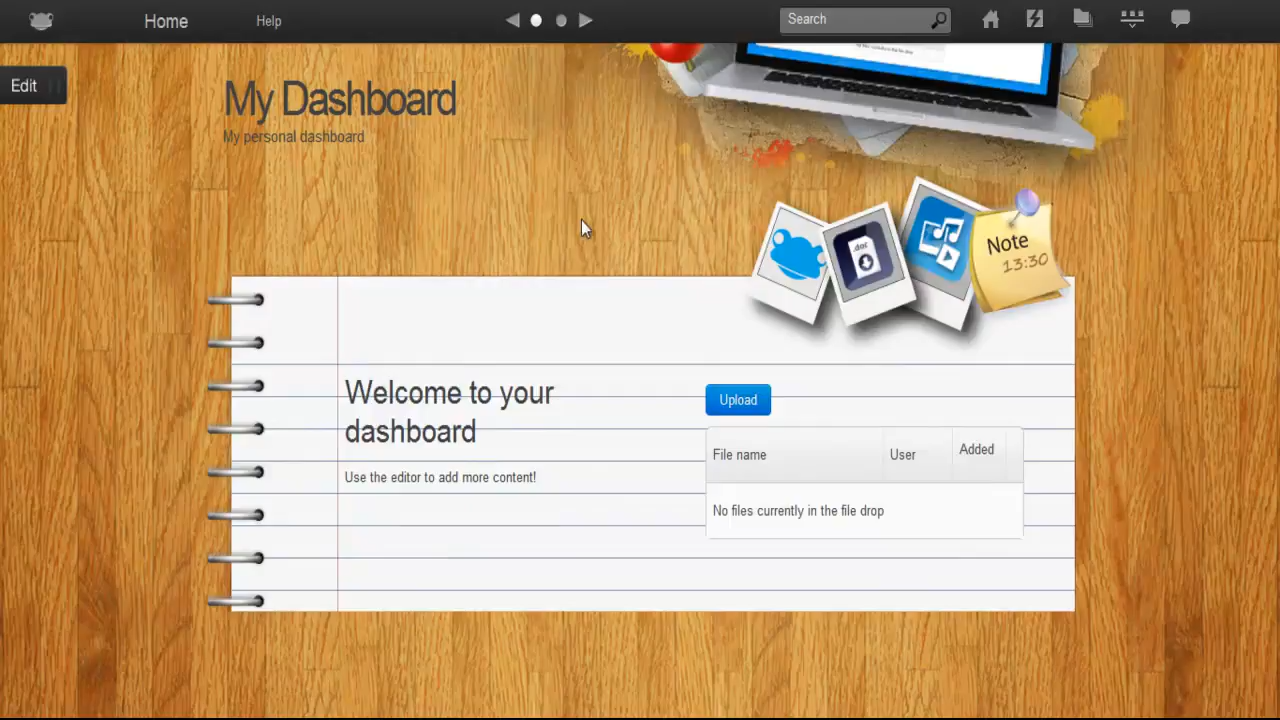 Home
Help
Search
Edit
My Dashboard
My personal dashboard
.doc
Note
13:30
Welcome to your
dashboard
Use the editor to add more content!
Upload
File name
User
Added
No files currently in the file drop